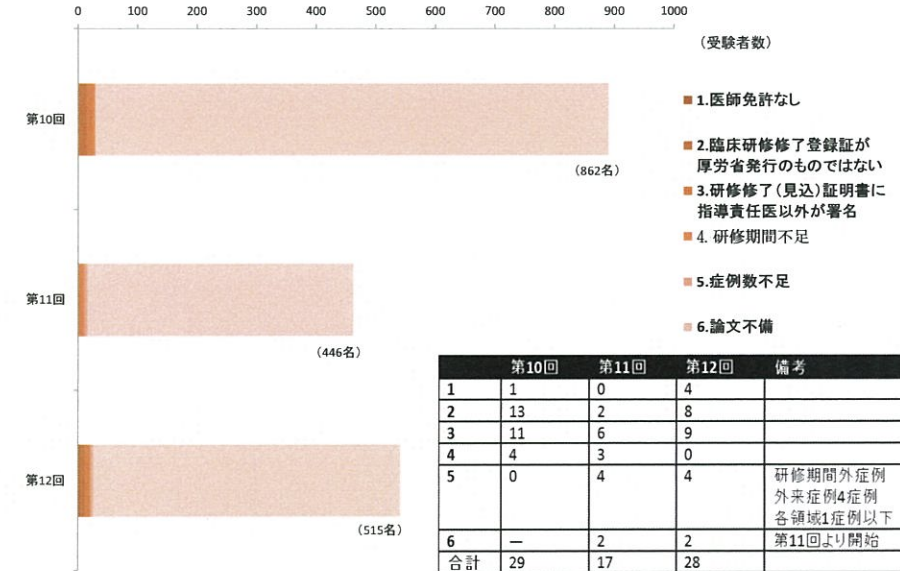 0 100 200 300 400 500 600 700 800 900 1000
（受験者数）
第10回
（862名）
第11回
（446名）
第12回
（515名）
1.医師免許なし
2.臨床研修修了登録証が
厚労省発行のものではない
3.研修修了（見込）証明書に
指導責任医以外が署名
4. 研修期間不足
5.症例数不足
6.論文不備
第10回 第11回 第12回 備考
1 1 0 4
2 13 2 8
3 11 6 9
4 4 3 0
5 0 4 4 研修期間外症例
外来症例4症例
各領域1症例以下
6 — 2 2 第11回より開始
合計 29 17 28